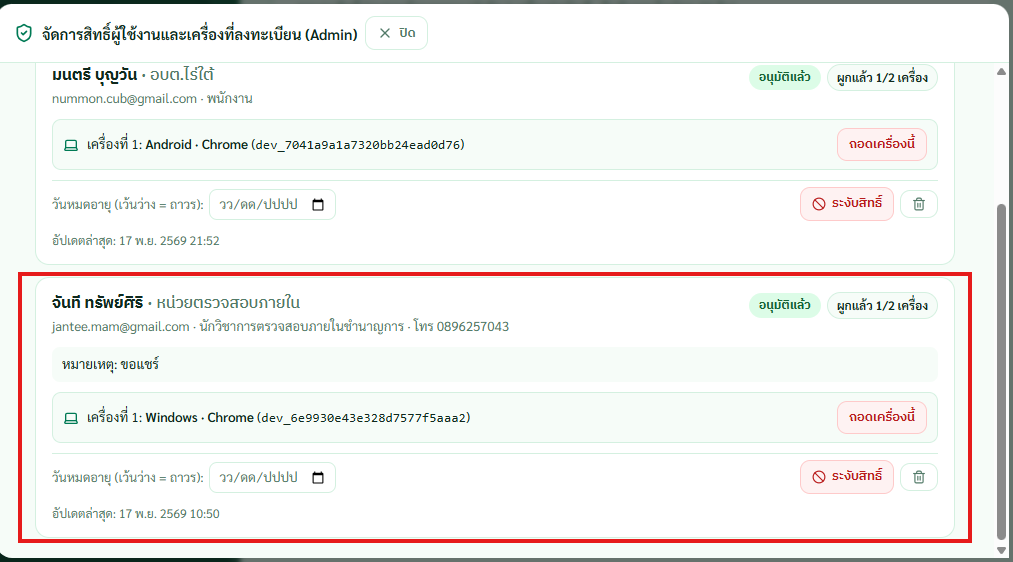 จัดการสิทธิ์ผู้ใช้งานและเครื่องที่ลงทะเบียน (Admin) ปิด
มนตรี บุญวัน · อบต.ไร่ใต้ อนุมัติแล้ว ผูกแล้ว 1/2 เครื่อง
nummon.cub@gmail.com · พนักงาน
เครื่องที่ 1: Android · Chrome (dev_7041a9a1a7320bb24ead0d76) ถอดเครื่องนี้
วันหมดอายุ (เว้นว่าง = ถาวร): วว/ดด/ปปปป ระงับสิทธิ์
อัปเดตล่าสุด: 17 พ.ย. 2569 21:52
จันที ทรัพย์ศิริ · หน่วยตรวจสอบภายใน อนุมัติแล้ว ผูกแล้ว 1/2 เครื่อง
jantee.mam@gmail.com · นักวิชาการตรวจสอบภายในชำนาญการ · โทร 0896257043
หมายเหตุ: ขอแชร์
เครื่องที่ 1: Windows · Chrome (dev_6e9930e43e328d7577f5aaa2) ถอดเครื่องนี้
วันหมดอายุ (เว้นว่าง = ถาวร): วว/ดด/ปปปป ระงับสิทธิ์
อัปเดตล่าสุด: 17 พ.ย. 2569 10:50